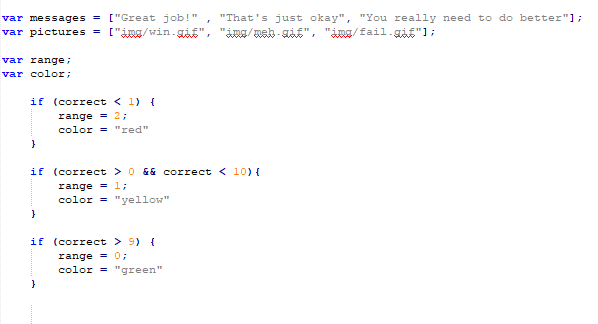 var messages = ["Great job!" , "That's just okay", "You really need to do better"];
var pictures = ["img/win.gif", "img/meh.gif", "img/fail.gif"];
var range;
var color;
if (correct < 1) {
range = 2;
color = "red"
}
if (correct > 0 && correct < 10){
range = 1;
color = "yellow"
}
if (correct > 9) {
range = 0;
color = "green"
}